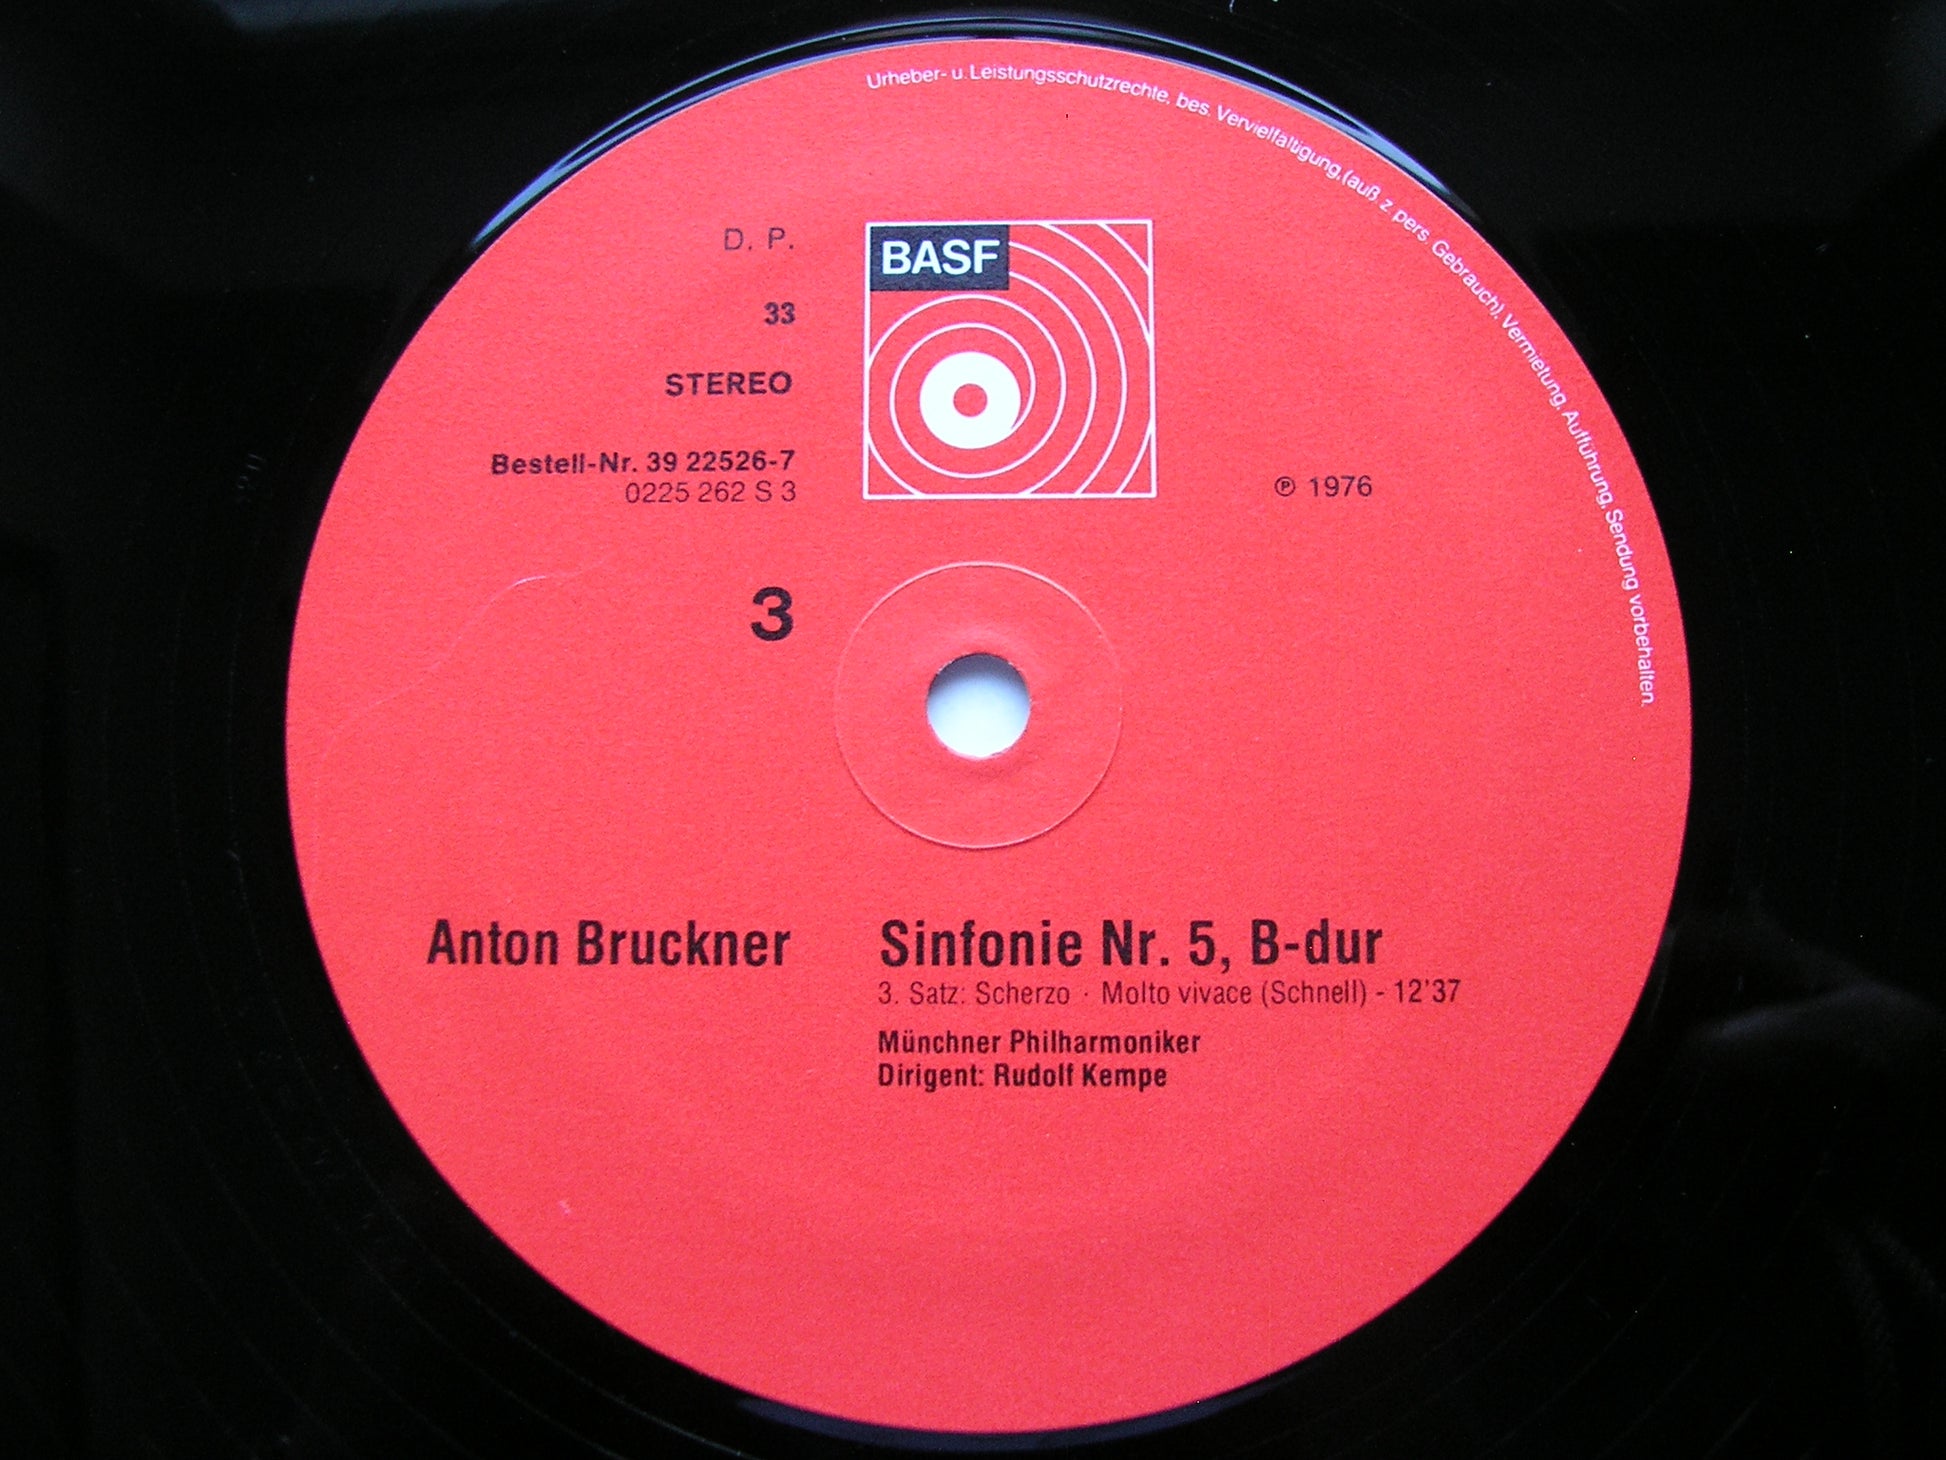 Urheber- u. Leistungsschutzrechte, bes. Vervielfältigung, (auß. z. pers. Gebrauch), Vermietung, Aufführung, Sendung vorbehalten.
D. P.
BASF
33
STEREO
Bestell-Nr. 39 22526-7
0225 262 S 3
℗ 1976
3
Anton Bruckner
Sinfonie Nr. 5, B-dur
3. Satz: Scherzo · Molto vivace (Schnell) - 12'37
Münchner Philharmoniker
Dirigent: Rudolf Kempe